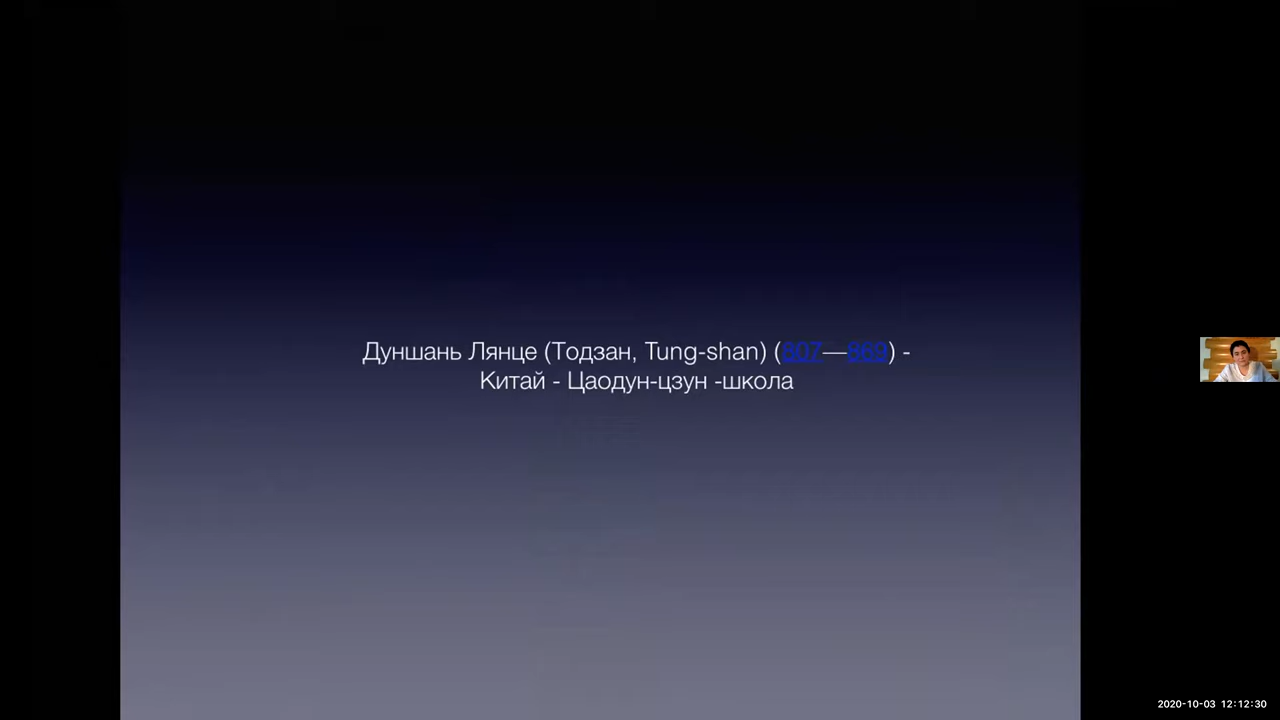 Дуншань Лянце (Тодзан, Tung-shan) (807—869) -
Китай - Цаодун-цзун -школа
2020-10-03 12:12:30